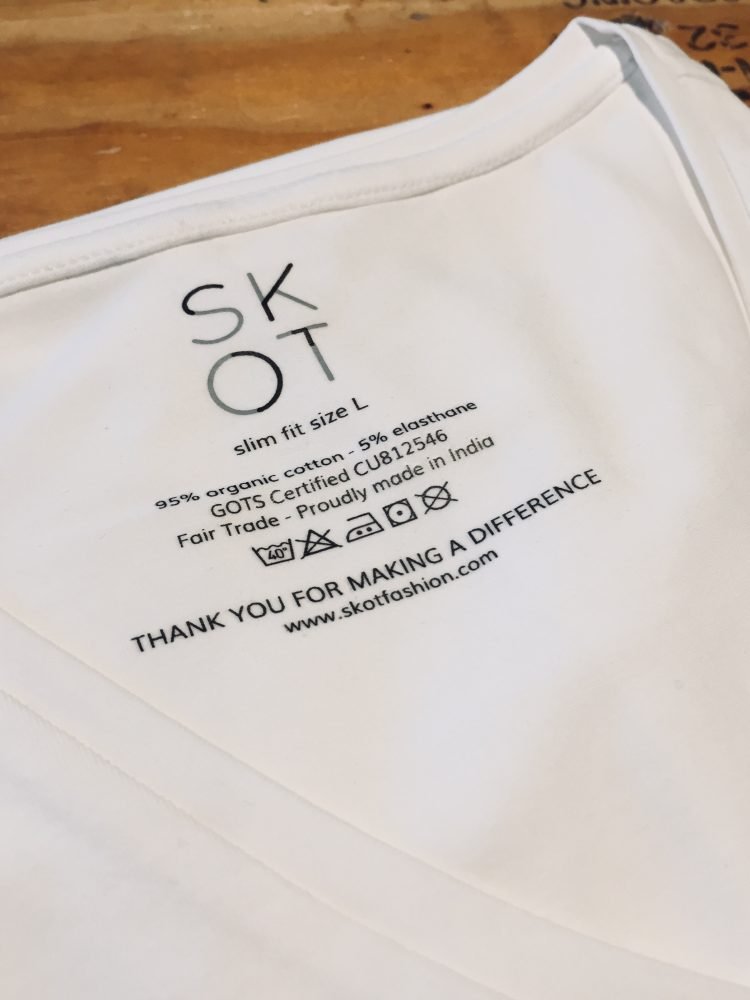 SK
OT
slim fit size L
95% organic cotton - 5% elasthane
GOTS Certified CU812546
Fair Trade - Proudly made in India
40°
THANK YOU FOR MAKING A DIFFERENCE
www.skotfashion.com